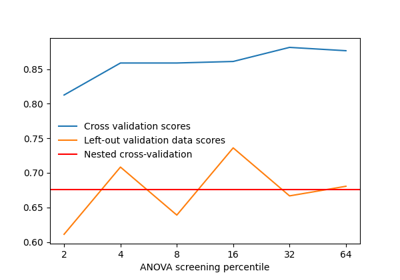 0.85
0.80
0.75
0.70
0.65
0.60
Cross validation scores
Left-out validation data scores
Nested cross-validation
2 4 8 16 32 64
ANOVA screening percentile